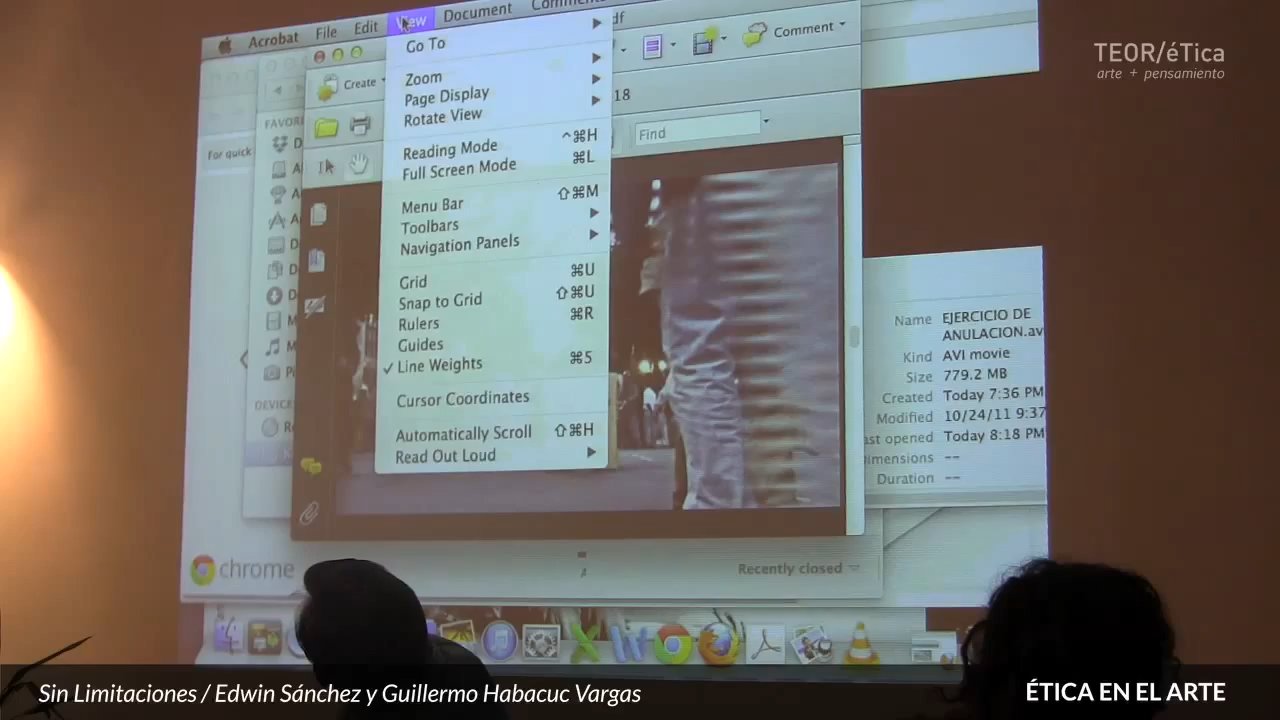 Acrobat File Edit View Document
Create
Comment
18
Find
Go To
Zoom
Page Display
Rotate View
Reading Mode ^⌘H
Full Screen Mode ⌘L
Menu Bar ⇧⌘M
Toolbars
Navigation Panels
Grid ⌘U
Snap to Grid ⇧⌘U
Rulers ⌘R
Guides
✓ Line Weights ⌘5
Cursor Coordinates
Automatically Scroll ⇧⌘H
Read Out Loud
For quick
Name EJERCICIO DE
ANULACION.av
Kind AVI movie
Size 779.2 MB
Created Today 7:36 PM
Modified 10/24/11 9:37
ast opened Today 8:18 PM
imensions --
Duration --
chrome
Recently closed
TEOR/éTica
arte + pensamiento
Sin Limitaciones / Edwin Sánchez y Guillermo Habacuc Vargas
ÉTICA EN EL ARTE